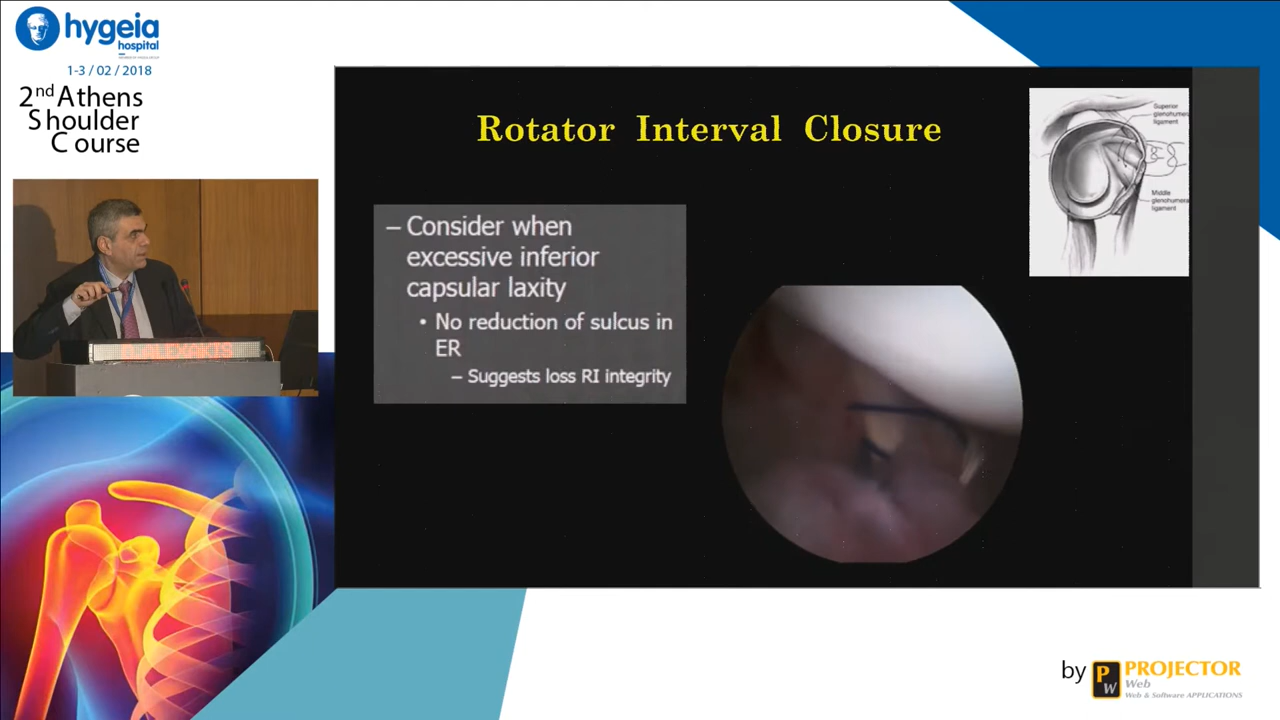 hygeia
hospital
1-3 / 02 / 2018
2nd Athens
Shoulder
Course
Rotator Interval Closure
– Consider when
excessive inferior
capsular laxity
• No reduction of sulcus in
ER
– Suggests loss RI integrity
Superior
glenohumeral
ligament
Middle
glenohumeral
ligament
by PW PROJECTOR
Web
Web & Software APPLICATIONS